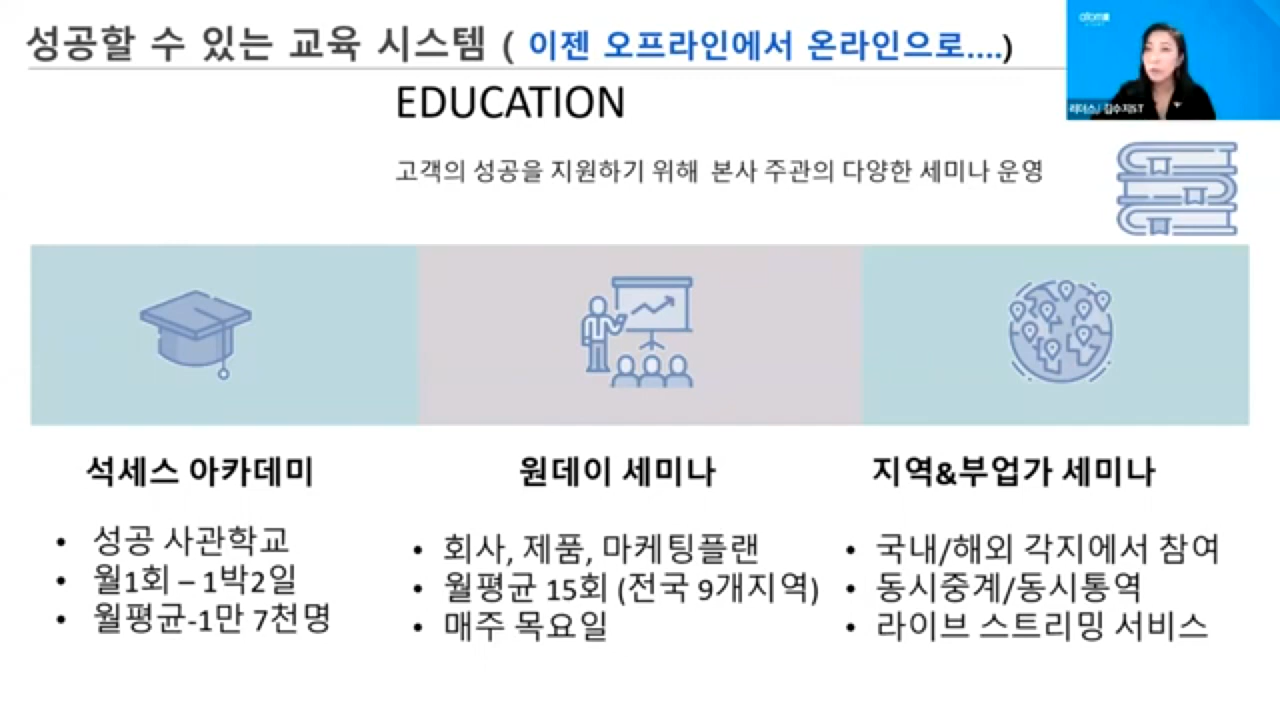 성공할 수 있는 교육 시스템 ( 이젠 오프라인에서 온라인으로....)
atom
EDUCATION
고객의 성공을 지원하기 위해 본사 주관의 다양한 세미나 운영
석세스 아카데미
• 성공 사관학교
• 월1회 – 1박2일
• 월평균-1만 7천명
원데이 세미나
• 회사, 제품, 마케팅플랜
• 월평균 15회 (전국 9개지역)
• 매주 목요일
지역&부업가 세미나
• 국내/해외 각지에서 참여
• 동시중계/동시통역
• 라이브 스트리밍 서비스